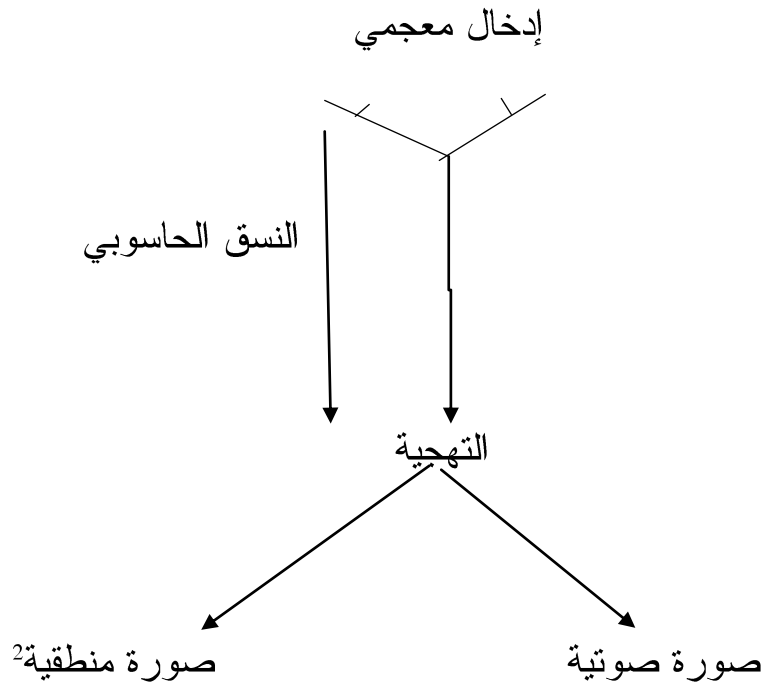 إدخال معجمي
النسق الحاسوبي
التهجية
صورة صوتية
صورة منطقية2